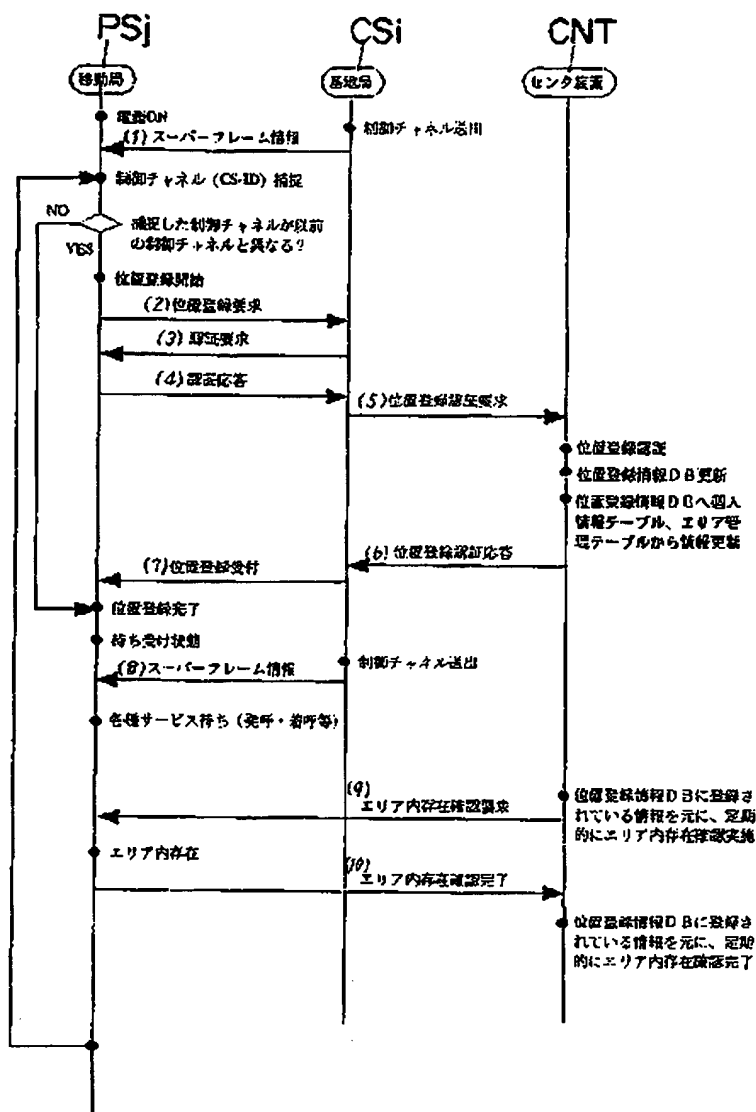 PSj
CSi
CNT
移動局
基地局
センタ装置
電源ON
制御チャネル送出
(1) スーパーフレーム情報
制御チャネル (CS-ID) 捕捉
NO
捕捉した制御チャネルが以前
の制御チャネルと異なる？
YES
位置登録開始
(2) 位置登録要求
(3) 認証要求
(4) 認証応答
(5) 位置登録認証要求
位置登録認証
位置登録情報DB更新
位置登録情報DBへ個人
情報テーブル、エリア管
理テーブルから情報更新
(6) 位置登録認証応答
(7) 位置登録受付
位置登録完了
待ち受け状態
制御チャネル送出
(8) スーパーフレーム情報
各種サービス待ち (発呼・着呼等)
(9)
エリア内存在確認要求
位置登録情報DBに登録さ
れている情報を元に、定期
的にエリア内存在確認実施
エリア内存在
(10)
エリア内存在確認完了
位置登録情報DBに登録さ
れている情報を元に、定期
的にエリア内存在確認完了